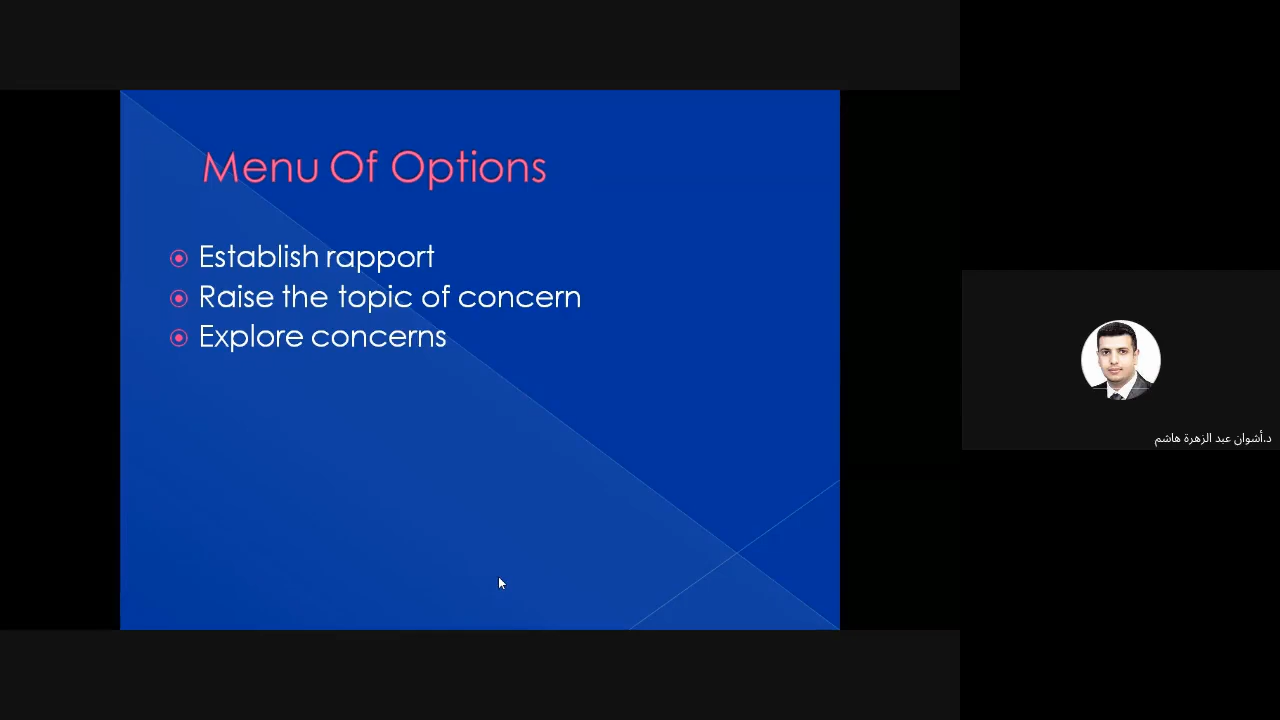 Menu Of Options
Establish rapport
Raise the topic of concern
Explore concerns
د.أشوان عبد الزهرة هاشم